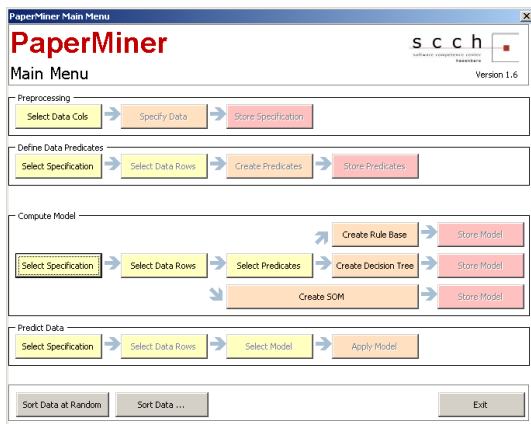 PaperMiner Main Menu
PaperMiner
s c c h
software competence center
hagenberg
Main Menu
Version 1.6
Preprocessing
Select Data Cols
Specify Data
Store Specification
Define Data Predicates
Select Specification
Select Data Rows
Create Predicates
Store Predicates
Compute Model
Create Rule Base
Store Model
Select Specification
Select Data Rows
Select Predicates
Create Decision Tree
Store Model
Create SOM
Store Model
Predict Data
Select Specification
Select Data Rows
Select Model
Apply Model
Sort Data at Random
Sort Data ...
Exit